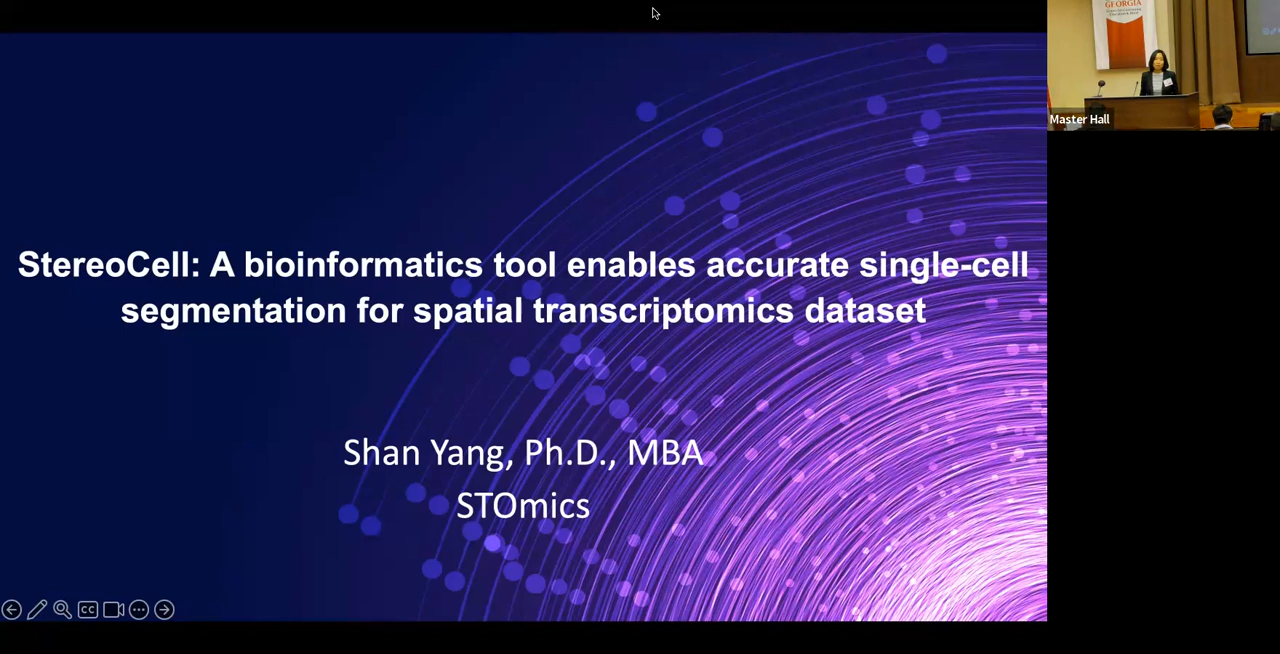 StereoCell: A bioinformatics tool enables accurate single-cell
segmentation for spatial transcriptomics dataset
Shan Yang, Ph.D., MBA
STOmics
CC
GEORGIA
Master Hall